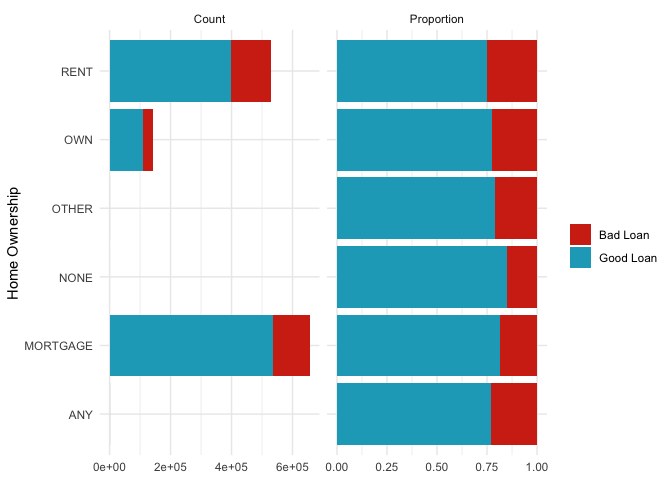 Count
Proportion
Home Ownership
RENT
OWN
OTHER
NONE
MORTGAGE
ANY
0e+00 2e+05 4e+05 6e+05
0.00 0.25 0.50 0.75 1.00
Bad Loan
Good Loan